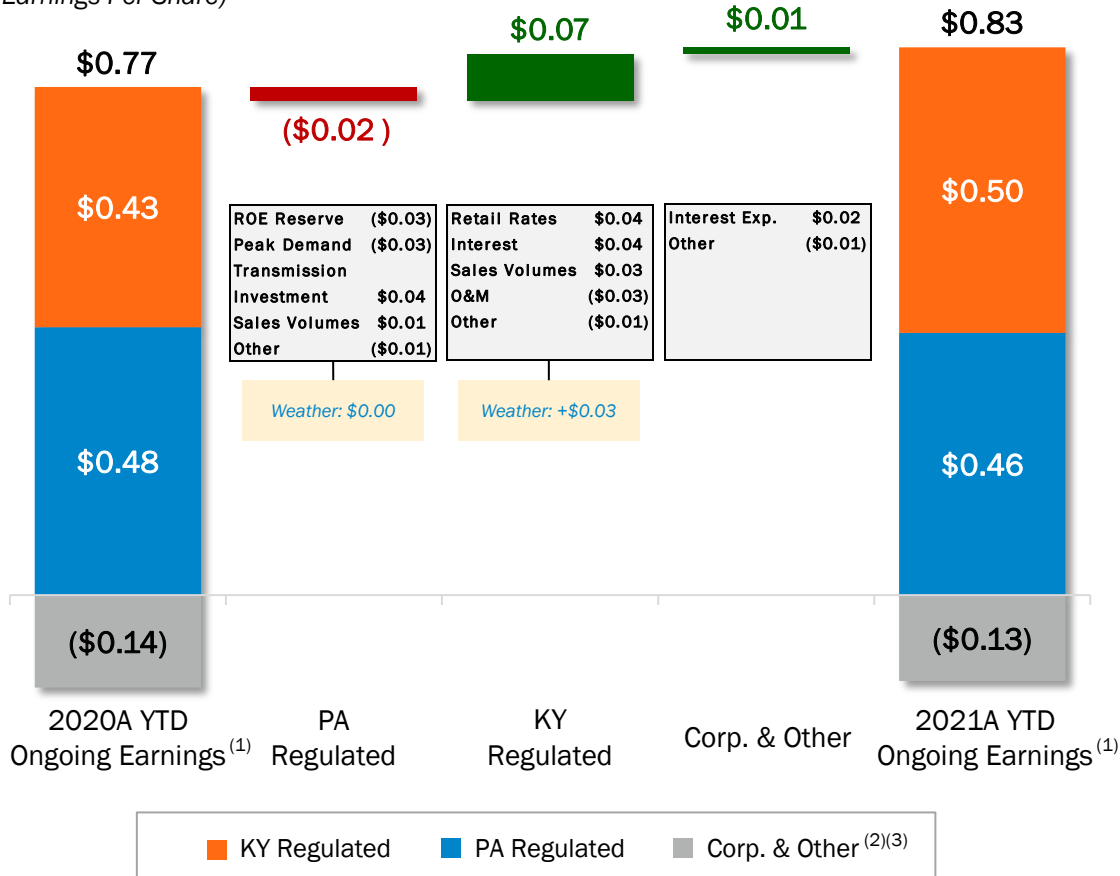 Earnings Per Share)
$0.77
($0.02 )
$0.07
$0.01
$0.83
$0.43
$0.48
($0.14)
ROE Reserve ($0.03)
Peak Demand ($0.03)
Transmission
Investment $0.04
Sales Volumes $0.01
Other ($0.01)
Weather: $0.00
Retail Rates $0.04
Interest $0.04
Sales Volumes $0.03
O&M ($0.03)
Other ($0.01)
Weather: +$0.03
Interest Exp. $0.02
Other ($0.01)
$0.50
$0.46
($0.13)
2020A YTD
Ongoing Earnings (1)
PA
Regulated
KY
Regulated
Corp. & Other
2021A YTD
Ongoing Earnings (1)
KY Regulated
PA Regulated
Corp. & Other (2)(3)